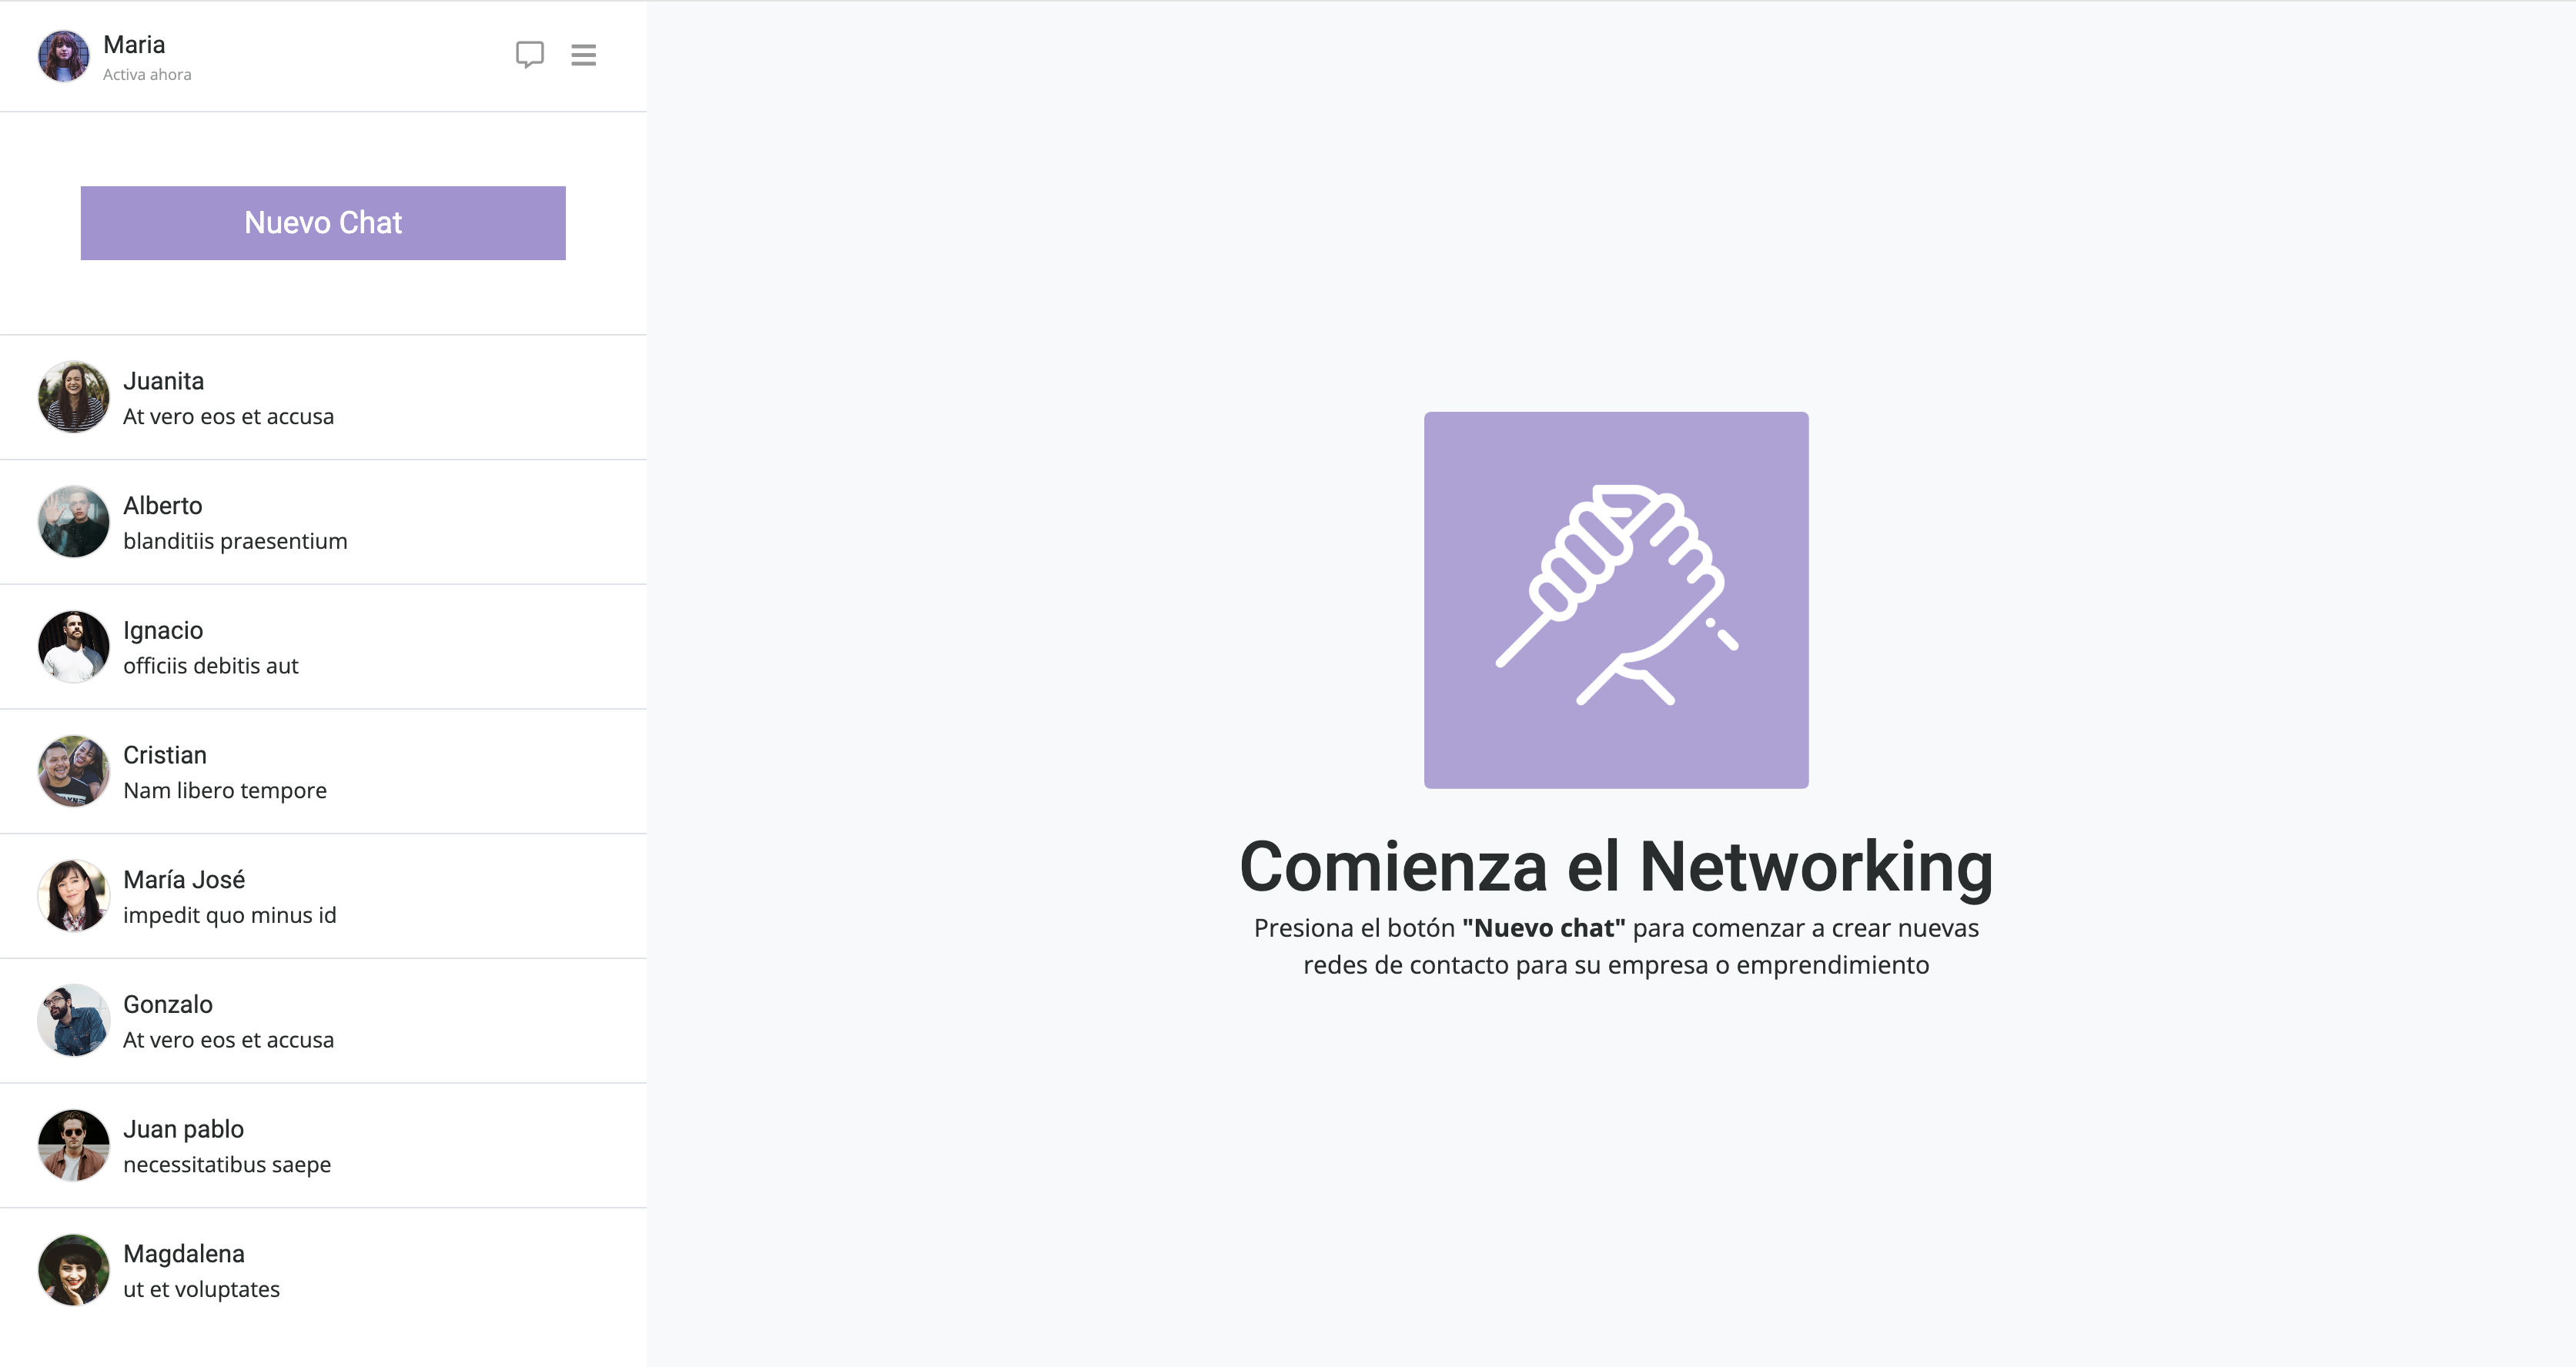 Maria
Activa ahora
Nuevo Chat
Juanita
At vero eos et accusa
Alberto
blanditiis praesentium
Ignacio
officiis debitis aut
Cristian
Nam libero tempore
María José
impedit quo minus id
Gonzalo
At vero eos et accusa
Juan pablo
necessitatibus saepe
Magdalena
ut et voluptates
Comienza el Networking
Presiona el botón "Nuevo chat" para comenzar a crear nuevas
redes de contacto para su empresa o emprendimiento